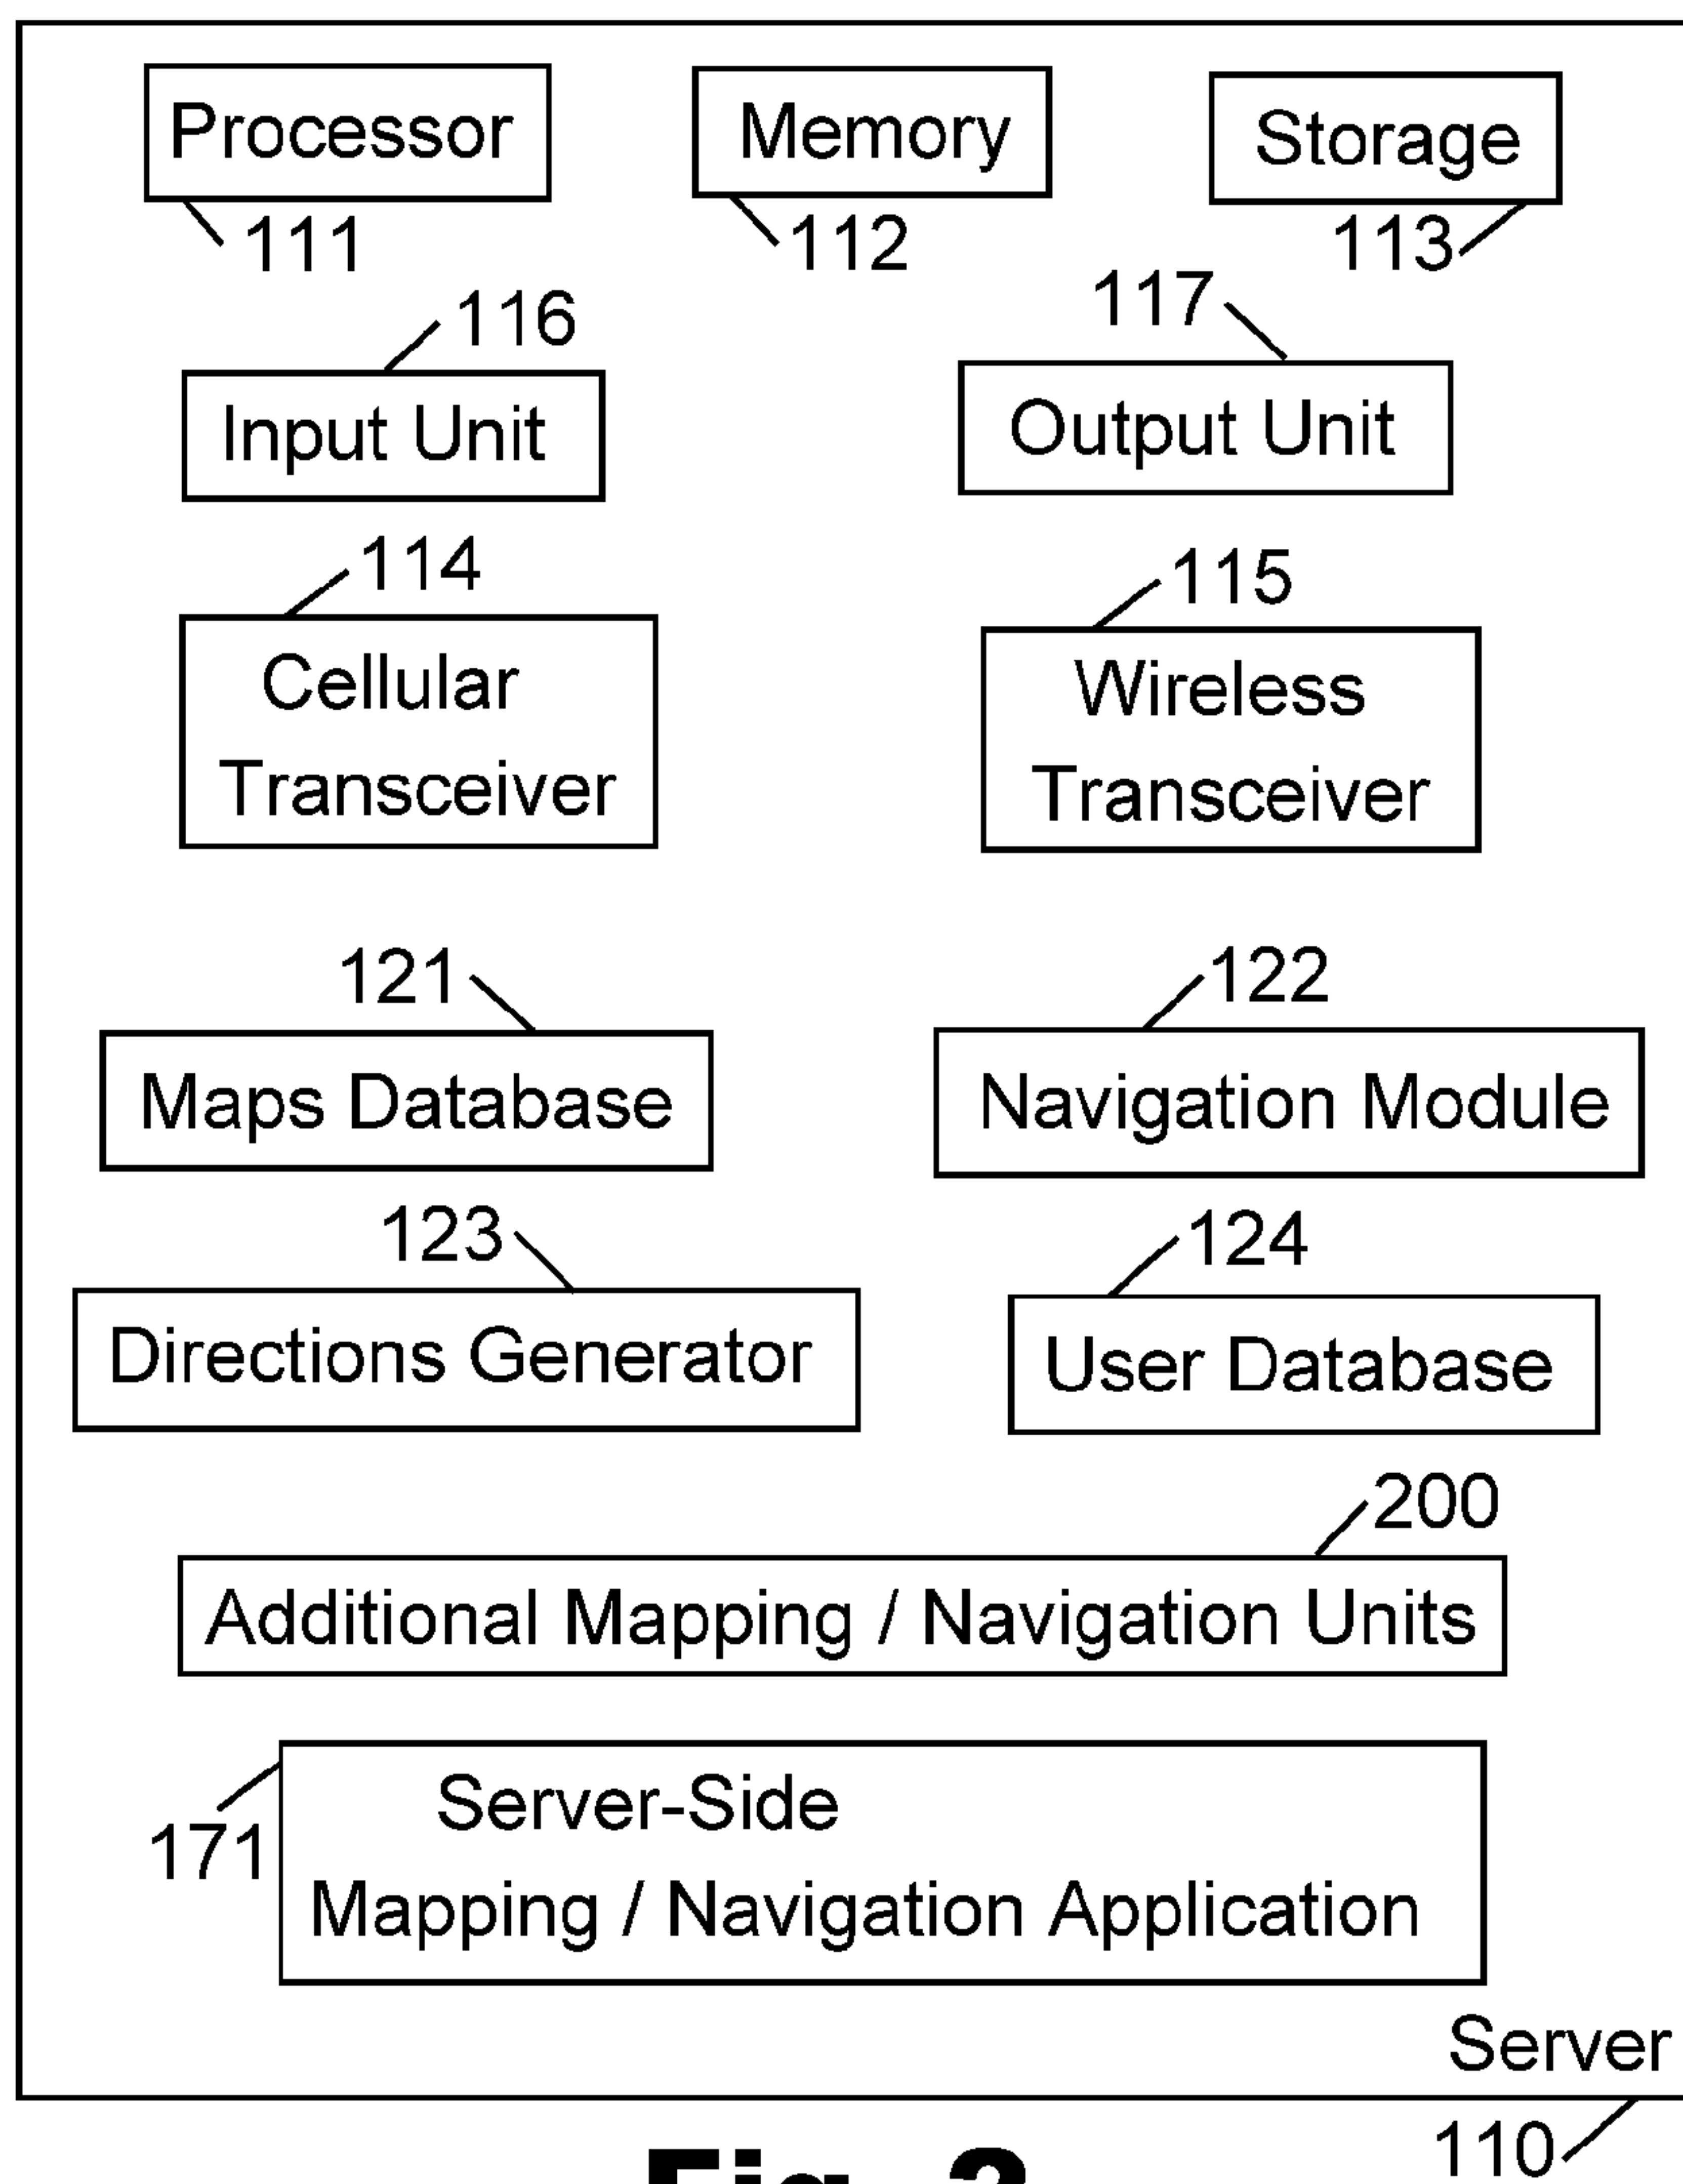 Processor
Memory
Storage
111
112
113
116
117
Input Unit
Output Unit
114
115
Cellular
Transceiver
Wireless
Transceiver
121
122
Maps Database
Navigation Module
123
124
Directions Generator
User Database
200
Additional Mapping / Navigation Units
171
Server-Side
Mapping / Navigation Application
Server
110